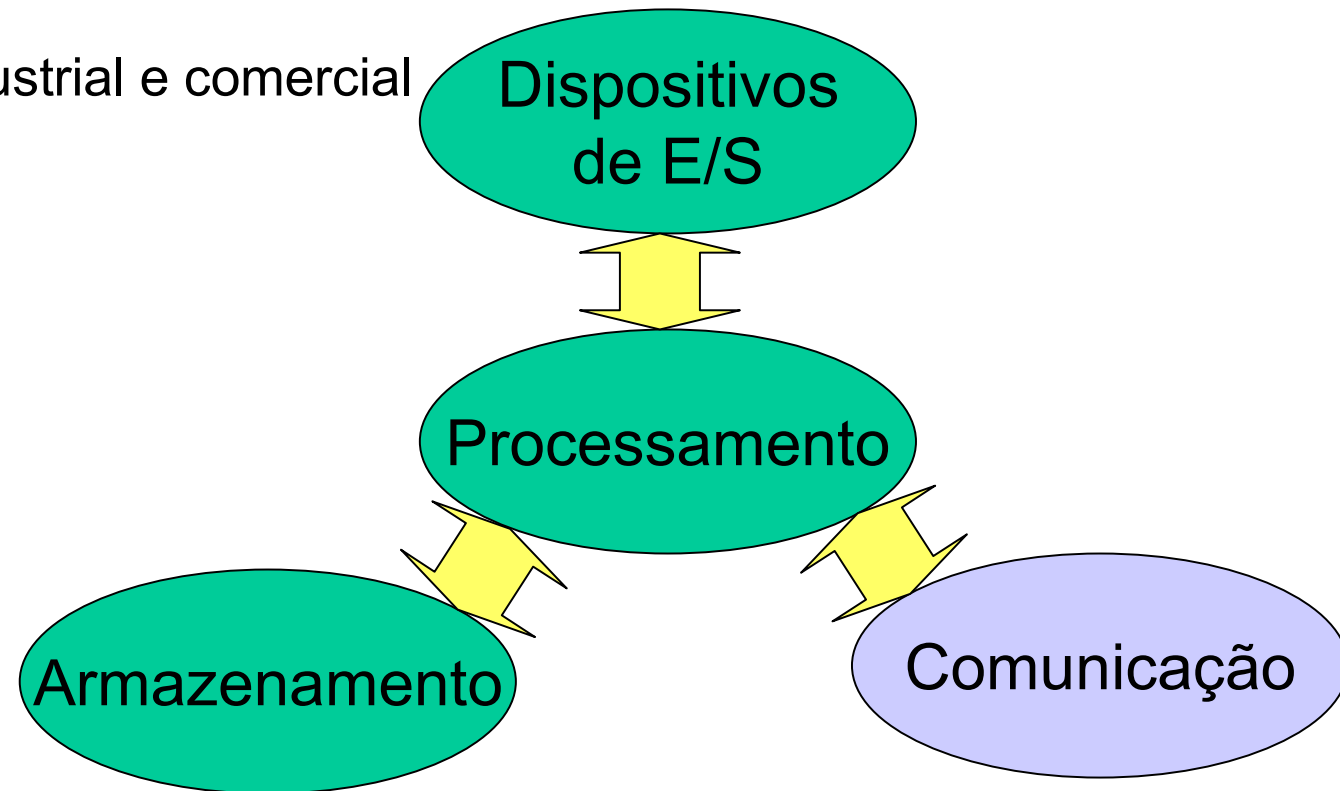 ustrial e comercial
Dispositivos
de E/S
Processamento
Armazenamento
Comunicação